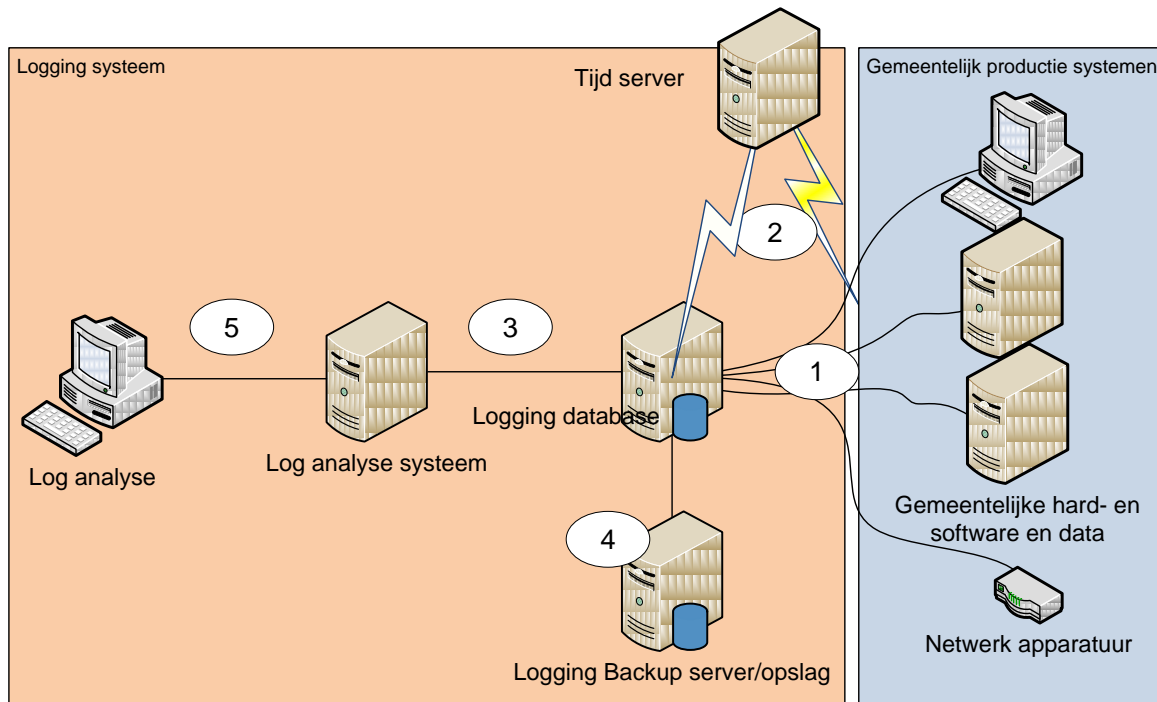 Logging systeem
Tijd server
Gemeentelijk productie systemen
2
5
3
1
Logging database
Log analyse systeem
Log analyse
4
Gemeentelijke hard- en
software en data
Netwerk apparatuur
Logging Backup server/opslag